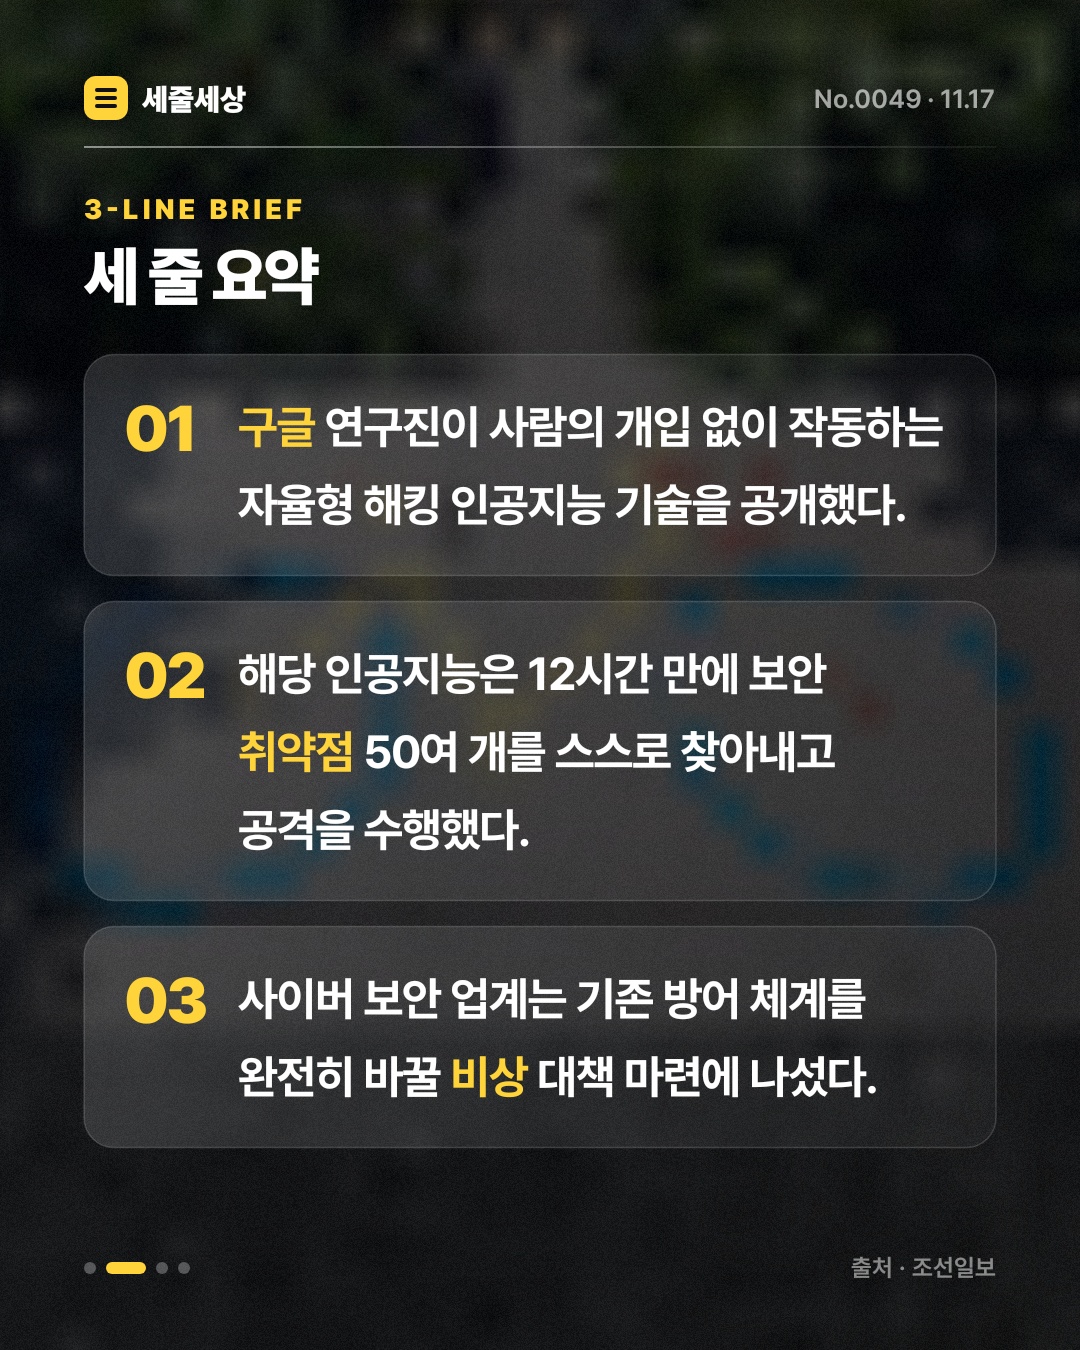 세줄세상
No.0049 · 11.17
3-LINE BRIEF
세 줄 요약
01
구글 연구진이 사람의 개입 없이 작동하는
자율형 해킹 인공지능 기술을 공개했다.
02
해당 인공지능은 12시간 만에 보안
취약점 50여 개를 스스로 찾아내고
공격을 수행했다.
03
사이버 보안 업계는 기존 방어 체계를
완전히 바꿀 비상 대책 마련에 나섰다.
출처 · 조선일보